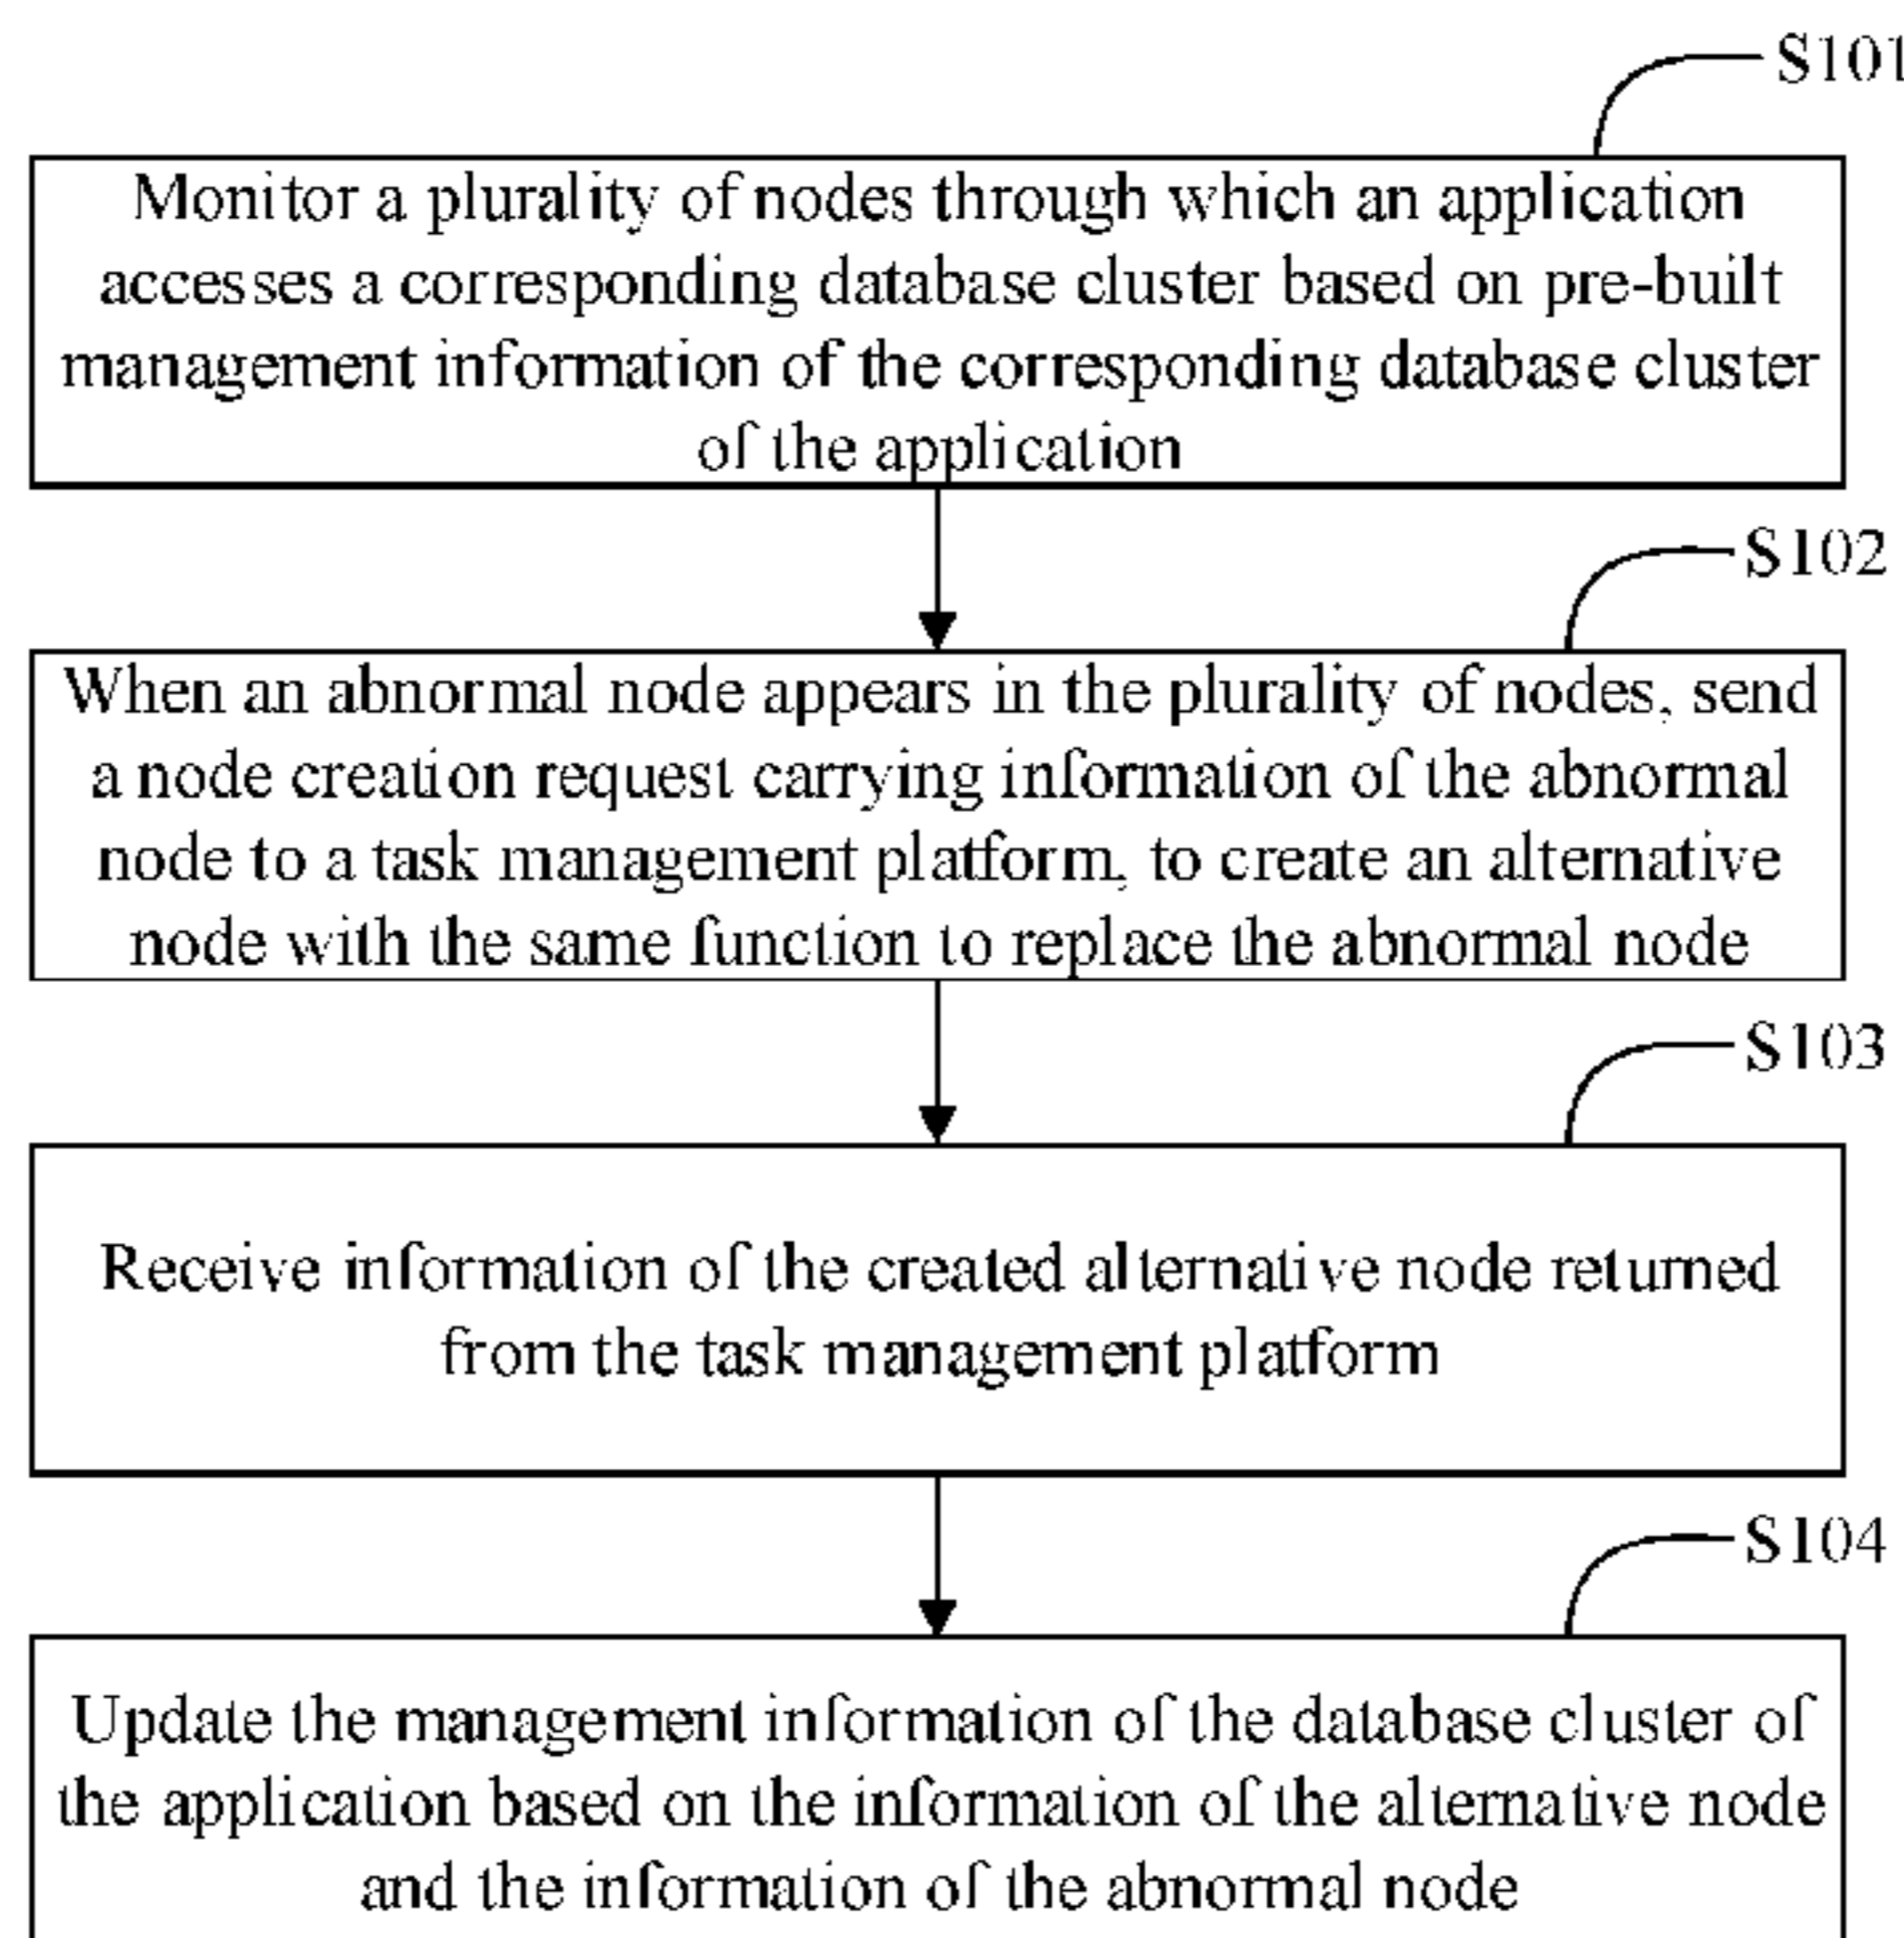 S101
Monitor a plurality of nodes through which an application
accesses a corresponding database cluster based on pre-built
management information of the corresponding database cluster
of the application
S102
When an abnormal node appears in the plurality of nodes, send
a node creation request carrying information of the abnormal
node to a task management platform, to create an alternative
node with the same function to replace the abnormal node
S103
Receive information of the created alternative node returned
from the task management platform
S104
Update the management information of the database cluster of
the application based on the information of the alternative node
and the information of the abnormal node